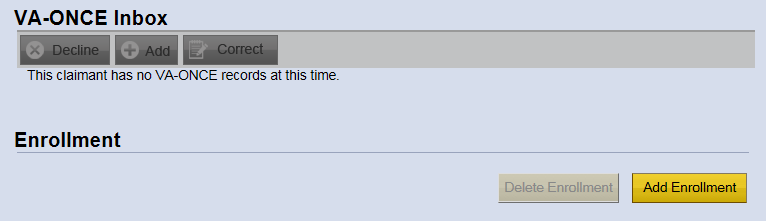 VA-ONCE Inbox
Decline Add Correct
This claimant has no VA-ONCE records at this time.
Enrollment
Delete Enrollment Add Enrollment